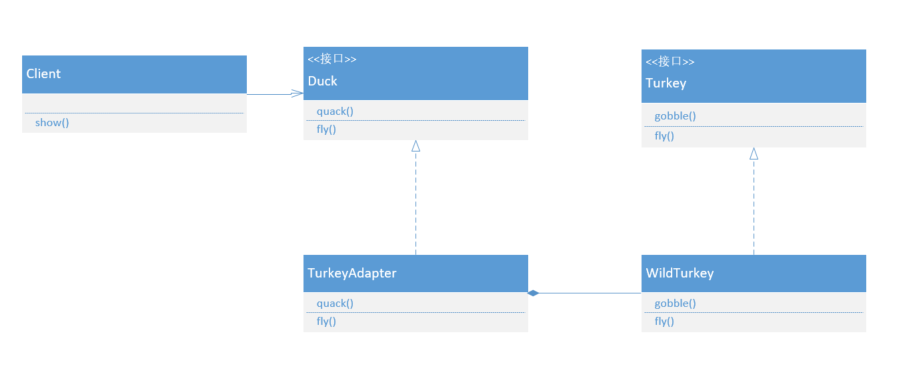 Client
show()
<<接口>>
Duck
quack()
fly()
<<接口>>
Turkey
gobble()
fly()
TurkeyAdapter
quack()
fly()
WildTurkey
gobble()
fly()